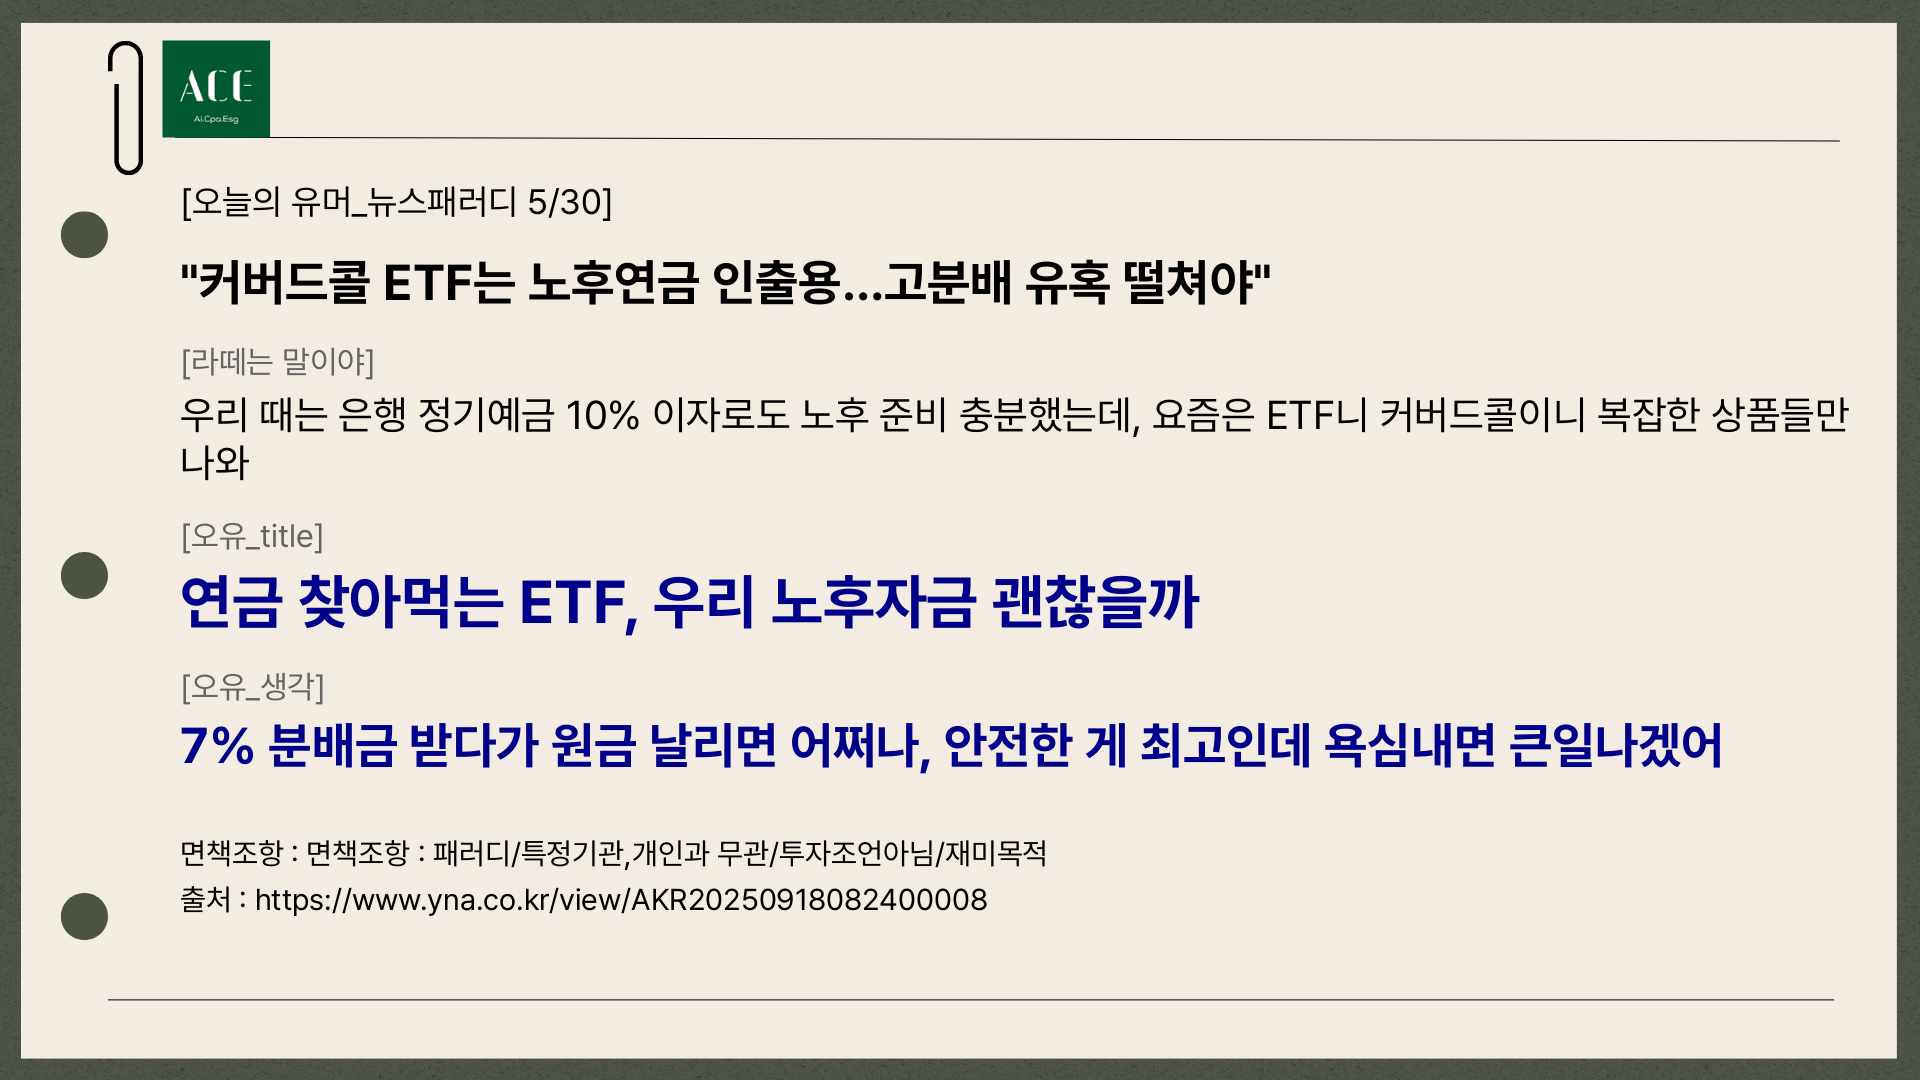 ACE
Ai.Cpa.Esg
[오늘의 유머_뉴스패러디 5/30]
"커버드콜 ETF는 노후연금 인출용...고분배 유혹 떨쳐야"
[라떼는 말이야]
우리 때는 은행 정기예금 10% 이자로도 노후 준비 충분했는데, 요즘은 ETF니 커버드콜이니 복잡한 상품들만
나와
[오유_title]
연금 찾아먹는 ETF, 우리 노후자금 괜찮을까
[오유_생각]
7% 분배금 받다가 원금 날리면 어쩌나, 안전한 게 최고인데 욕심내면 큰일나겠어
면책조항 : 면책조항 : 패러디/특정기관,개인과 무관/투자조언아님/재미목적
출처 : https://www.yna.co.kr/view/AKR20250918082400008